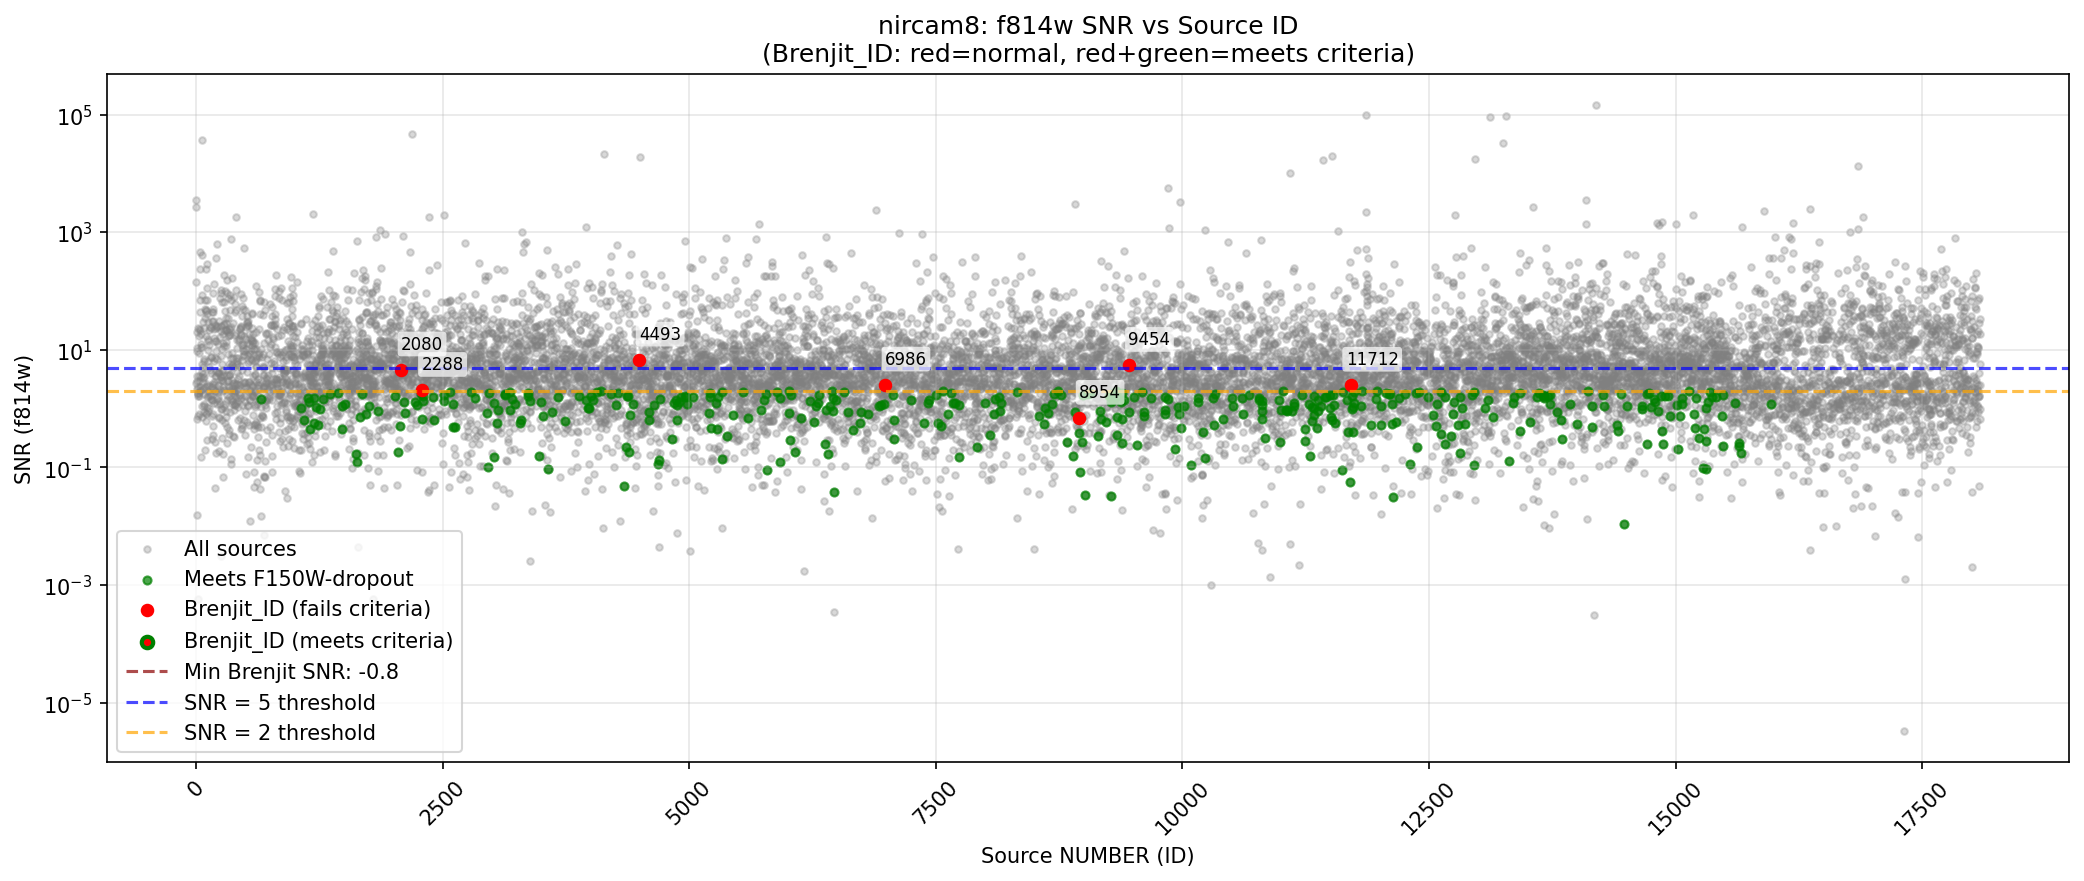 nircam8: f814w SNR vs Source ID
(Brenjit_ID: red=normal, red+green=meets criteria)
SNR (f814w)
10^5
10^3
10^1
10^-1
10^-3
10^-5
2080
2288
4493
6986
8954
9454
11712
All sources
Meets F150W-dropout
Brenjit_ID (fails criteria)
Brenjit_ID (meets criteria)
Min Brenjit SNR: -0.8
SNR = 5 threshold
SNR = 2 threshold
0
2500
5000
7500
10000
12500
15000
17500
Source NUMBER (ID)